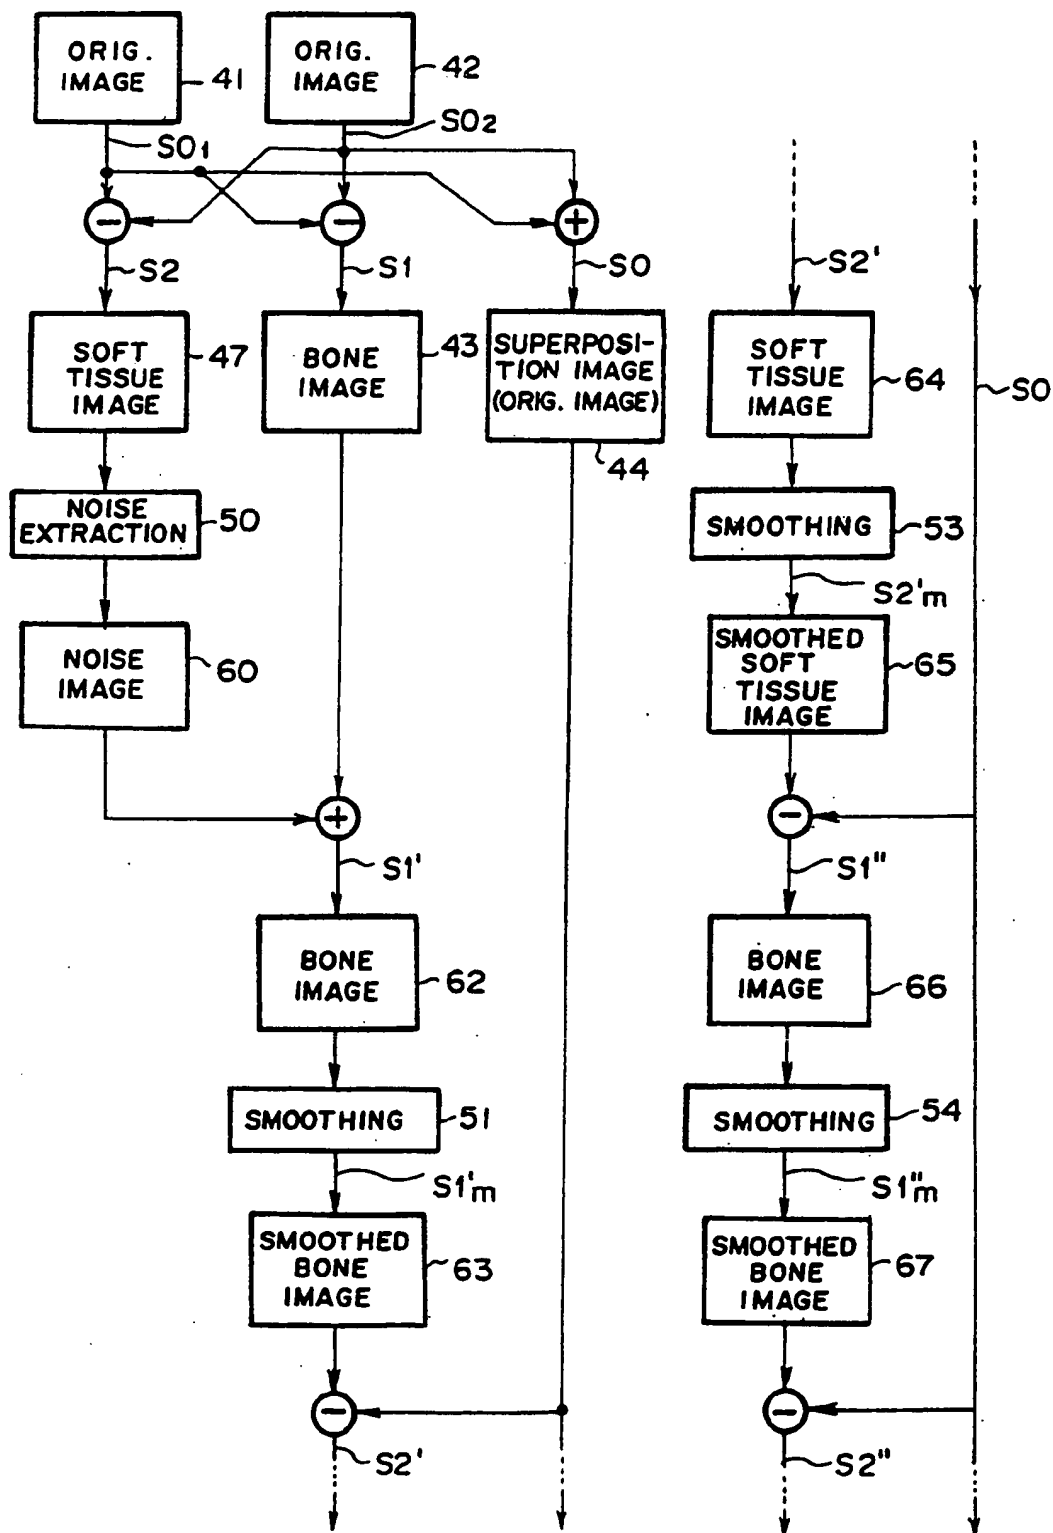 ORIG.
IMAGE
41
ORIG.
IMAGE
42
SO1
SO2
−
−
+
S2
S1
SO
SOFT
TISSUE
IMAGE
47
BONE
IMAGE
43
SUPERPOSI-
TION IMAGE
(ORIG. IMAGE)
44
NOISE
EXTRACTION
50
NOISE
IMAGE
60
+
S1'
BONE
IMAGE
62
SMOOTHING
51
S1'm
SMOOTHED
BONE
IMAGE
63
−
S2'
S2'
SO
SOFT
TISSUE
IMAGE
64
SMOOTHING
53
S2'm
SMOOTHED
SOFT
TISSUE
IMAGE
65
−
S1"
BONE
IMAGE
66
SMOOTHING
54
S1"m
SMOOTHED
BONE
IMAGE
67
−
S2"